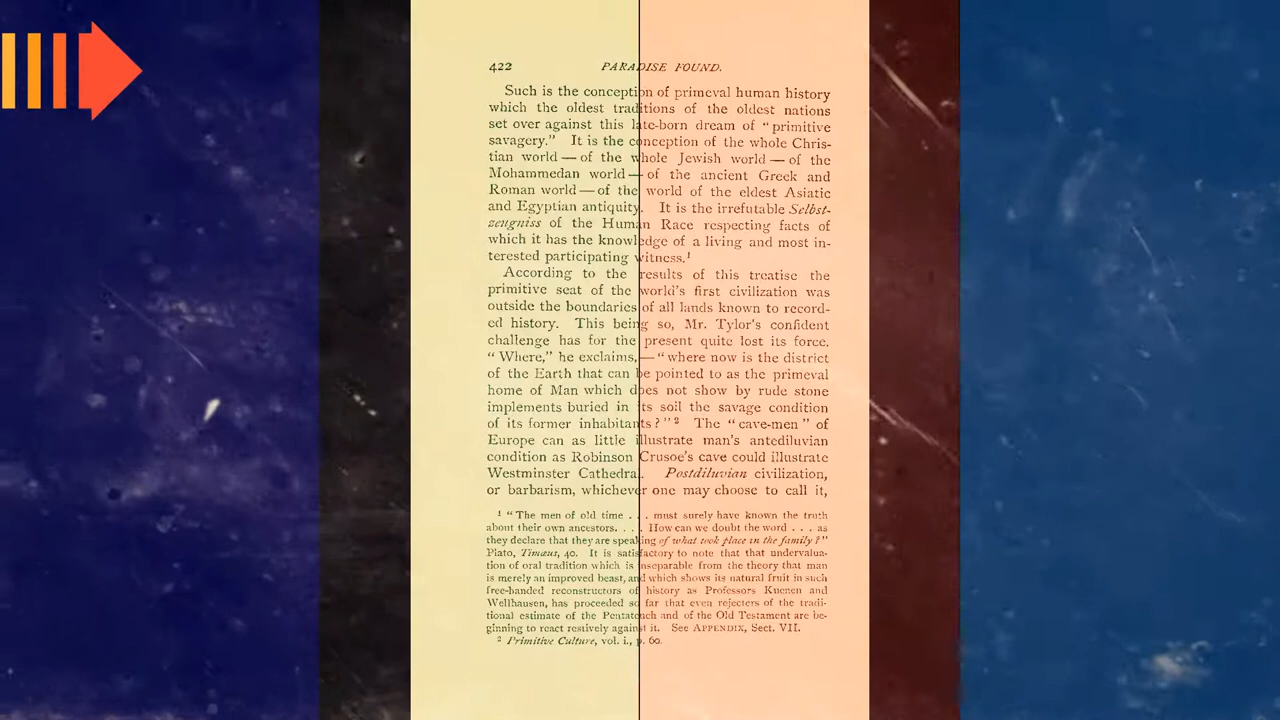 422 PARADISE FOUND.
Such is the conception of primeval human history
which the oldest traditions of the oldest nations
set over against this late-born dream of “primitive
savagery.” It is the conception of the whole Chris-
tian world — of the whole Jewish world — of the
Mohammedan world — of the ancient Greek and
Roman world — of the world of the eldest Asiatic
and Egyptian antiquity. It is the irrefutable Selbst-
zeugniss of the Human Race respecting facts of
which it has the knowledge of a living and most in-
terested participating witness.¹
According to the results of this treatise the
primitive seat of the world’s first civilization was
outside the boundaries of all lands known to record-
ed history. This being so, Mr. Tylor’s confident
challenge has for the present quite lost its force.
“Where,” he exclaims, — “where now is the district
of the Earth that can be pointed to as the primeval
home of Man which does not show by rude stone
implements buried in its soil the savage condition
of its former inhabitants?”² The “cave-men” of
Europe can as little illustrate man’s antediluvian
condition as Robinson Crusoe’s cave could illustrate
Westminster Cathedral. Postdiluvian civilization,
or barbarism, whichever one may choose to call it,
¹ “The men of old time . . . must surely have known the truth
about their own ancestors. . . . How can we doubt the word . . . as
they declare that they are speaking of what took place in the family?”
Plato, Timæus, 40. It is satisfactory to note that that undervalua-
tion of oral tradition which is inseparable from the theory that man
is merely an improved beast, and which shows its natural fruit in such
free-handed reconstructors of history as Professors Kuenen and
Wellhausen, has proceeded so far that even rejecters of the tradi-
tional estimate of the Pentateuch and of the Old Testament are be-
ginning to react restively against it. See APPENDIX, Sect. VII.
² Primitive Culture, vol. i., p. 60.